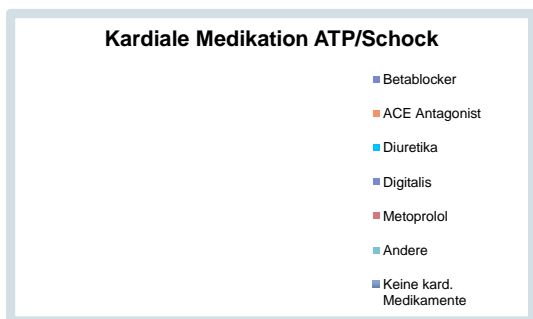 Kardiale Medikation ATP/Schock
Betablocker
ACE Antagonist
Diuretika
Digitalis
Metoprolol
Andere
Keine kard.
Medikamente